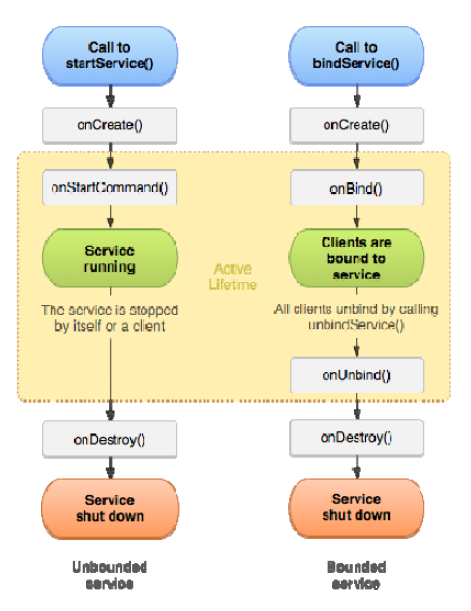 Call to
startService()
onCreate()
onStartCommand()
Service
running
The service is stopped
by itself or a client
onDestroy()
Service
shut down
Unbounded
service
Active
Lifetime
Call to
bindService()
onCreate()
onBind()
Clients are
bound to
service
All clients unbind by calling
unbindService()
onUnbind()
onDestroy()
Service
shut down
Bounded
service